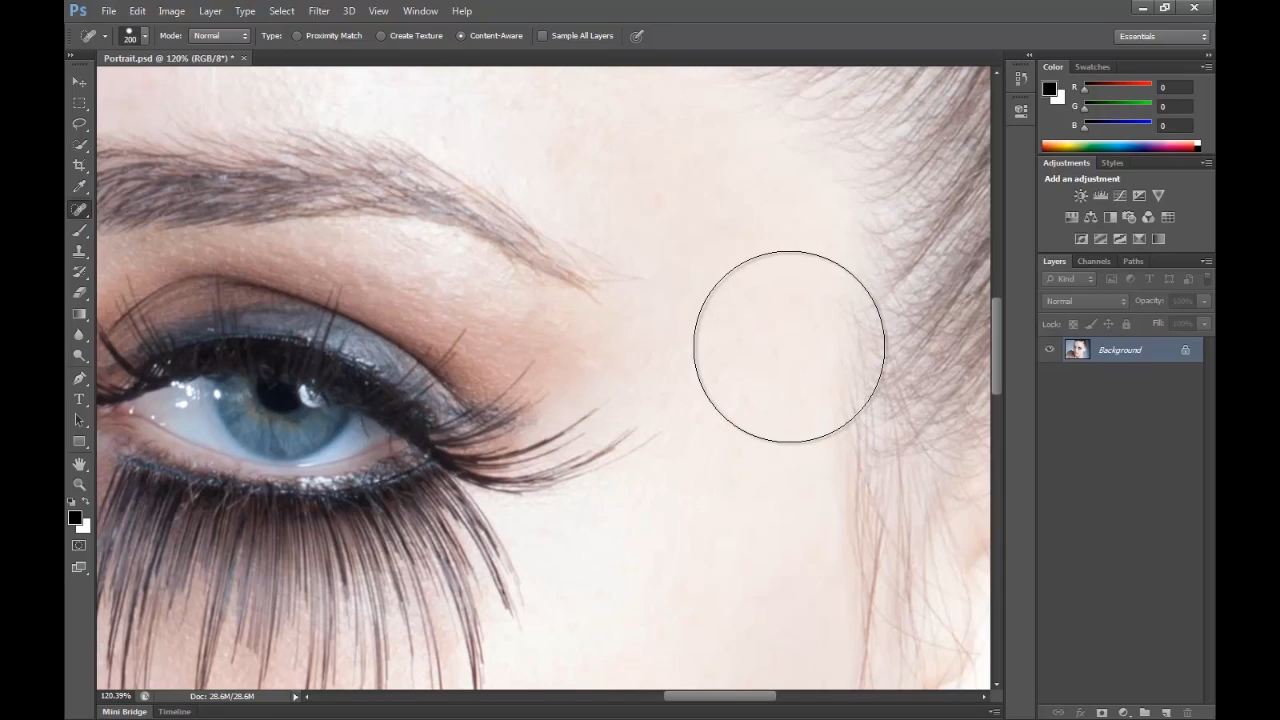 Ps File Edit Image Layer Type Select Filter 3D View Window Help
200 Mode: Normal Type: Proximity Match Create Texture Content-Aware Sample All Layers Essentials
Portrait.psd @ 120% (RGB/8*) * ×
Color Swatches
R 0
G 0
B 0
Adjustments Styles
Add an adjustment
Layers Channels Paths
Kind T
Normal Opacity: 100%
Lock: Fill: 100%
Background
T
120.39% Doc: 28.6M/28.6M
Mini Bridge Timeline
fx